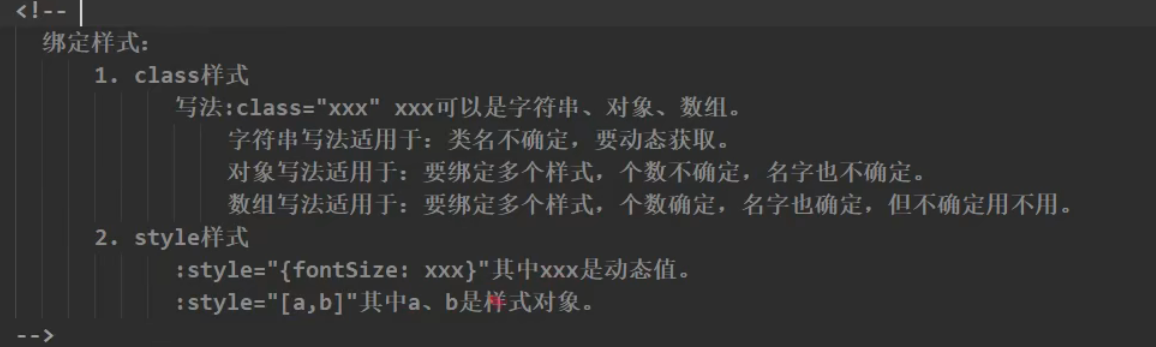 <!--
绑定样式：
1. class样式
写法:class="xxx" xxx可以是字符串、对象、数组。
字符串写法适用于：类名不确定，要动态获取。
对象写法适用于：要绑定多个样式，个数不确定，名字也不确定。
数组写法适用于：要绑定多个样式，个数确定，名字也确定，但不确定用不用。
2. style样式
:style="{fontSize: xxx}"其中xxx是动态值。
:style="[a,b]"其中a、b是样式对象。
-->